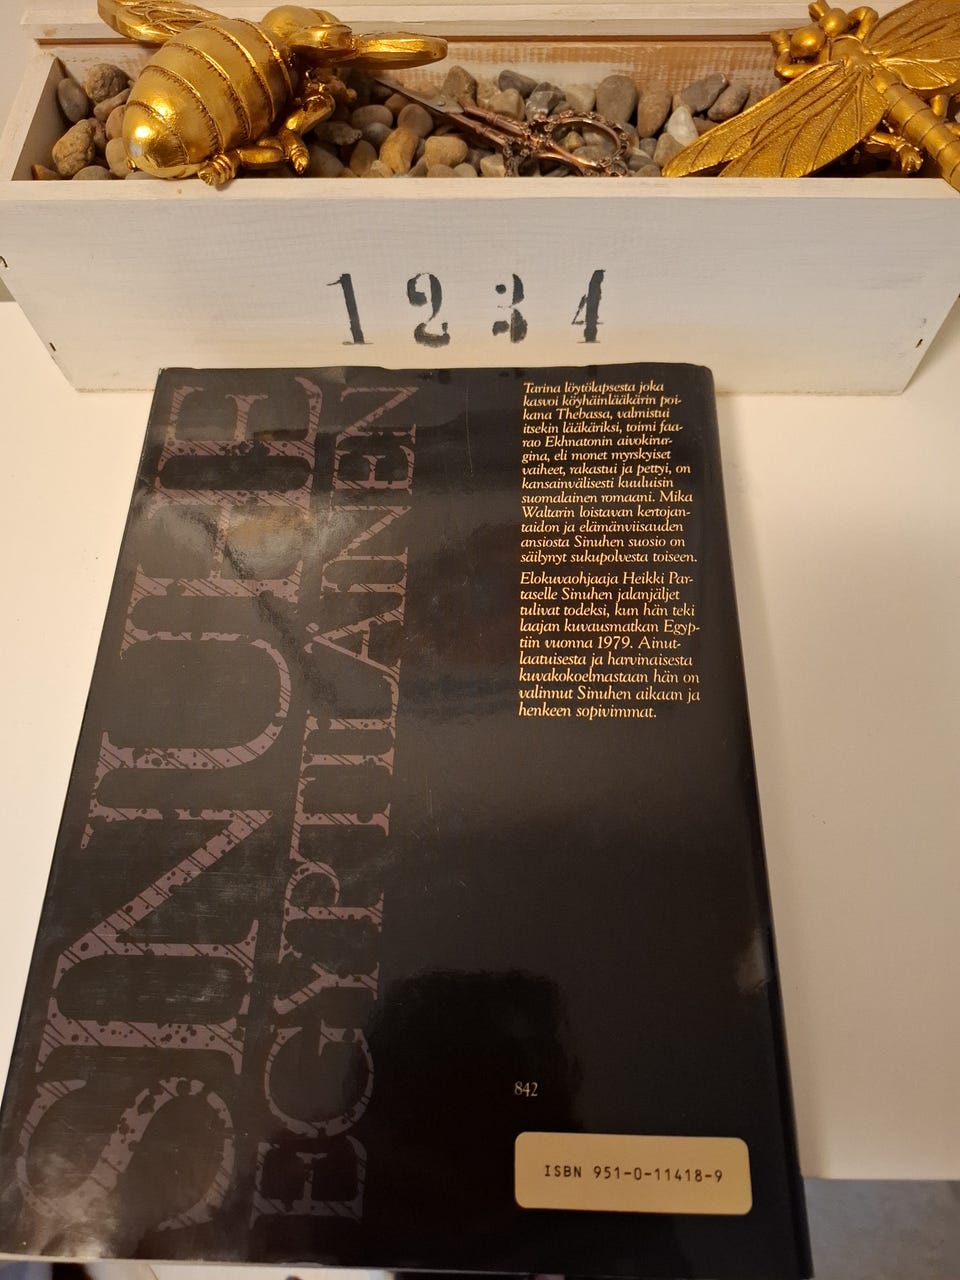 1 2 3 4
SINUHE
EGYPTILÄINEN
Tarina löytölapsesta joka
kasvoi köyhäinlääkärin poi-
kana Thebassa, valmistui
itsekin lääkäriksi, toimi faa-
rao Ekhnatonin aivokirur-
gina, eli monet myrskyiset
vaiheet, rakastui ja pettyi, on
kansainvälisesti kuuluisin
suomalainen romaani. Mika
Waltarin loistavan kertojan-
taidon ja elämänviisauden
ansiosta Sinuhen suosio on
säilynyt sukupolvesta toiseen.
Elokuvaohjaaja Heikki Par-
taselle Sinuhen jalanjäljet
tulivat todeksi, kun hän teki
laajan kuvausmatkan Egyp-
tiin vuonna 1979. Ainut-
laatuisesta ja harvinaisesta
kuvakokoelmastaan hän on
valinnut Sinuhen aikaan ja
henkeen sopivimmat.
842
ISBN 951-0-11418-9